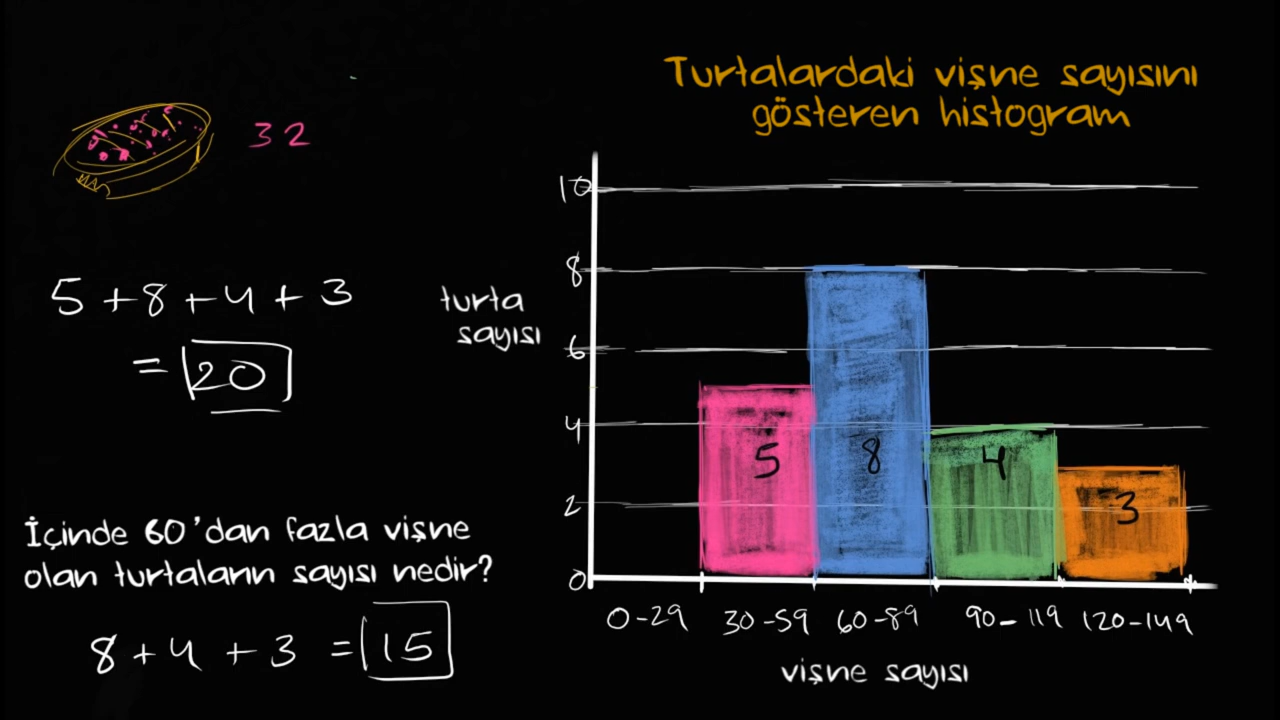 Turtalardaki vişne sayısını
gösteren histogram
32
5+8+4+3
= 20
İçinde 60'dan fazla vişne
olan turtaların sayısı nedir?
8+4+3 = 15
turta
sayısı
10
8
6
4
2
0
5
8
4
3
0-29 30-59 60-89 90-119 120-149
vişne sayısı